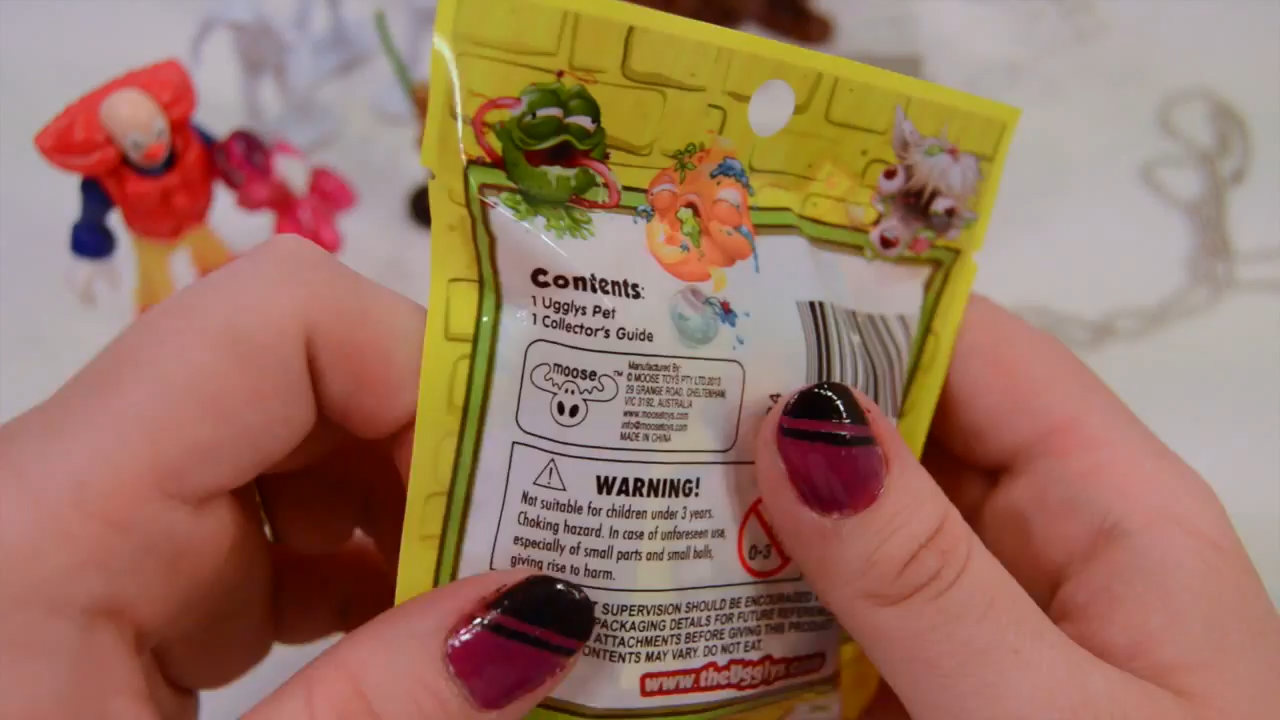 Contents:
1 Ugglys Pet
1 Collector's Guide
moose™
Manufactured by:
© MOOSE TOYS PTY LTD.2013
29 GRANGE ROAD, CHELTENHAM,
VIC 3192, AUSTRALIA
www.moosetoys.com
info@moosetoys.com
MADE IN CHINA
WARNING!
Not suitable for children under 3 years.
Choking hazard. In case of unforeseen use,
especially of small parts and small balls,
giving rise to harm.
0-3
SUPERVISION SHOULD BE ENCOURAGED
PACKAGING DETAILS FOR FUTURE
ATTACHMENTS BEFORE GIVING THIS
MAY VARY. DO NOT EAT.
www.theUgglys.com